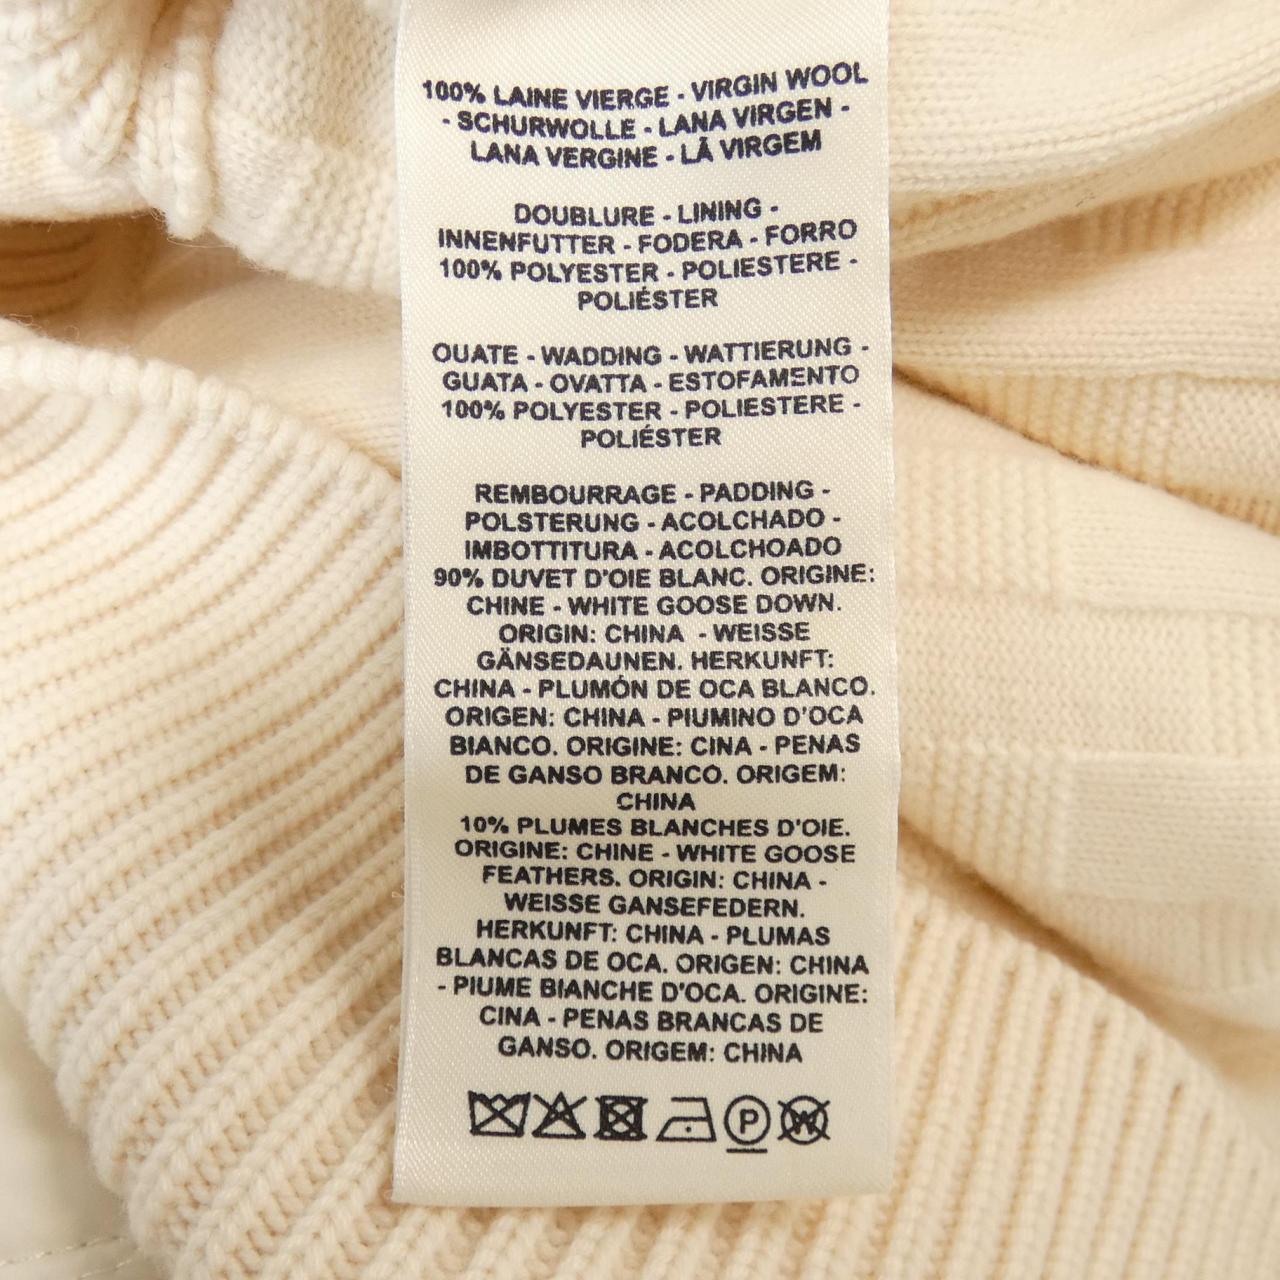 100% LAINE VIERGE - VIRGIN WOOL
- SCHURWOLLE - LANA VIRGEN -
LANA VERGINE - LÃ VIRGEM
DOUBLURE - LINING -
INNENFUTTER - FODERA - FORRO
100% POLYESTER - POLIESTERE -
POLIÉSTER
OUATE - WADDING - WATTIERUNG -
GUATA - OVATTA - ESTOFAMENTO
100% POLYESTER - POLIESTERE -
POLIÉSTER
REMBOURRAGE - PADDING -
POLSTERUNG - ACOLCHADO -
IMBOTTITURA - ACOLCHOADO
90% DUVET D'OIE BLANC. ORIGINE:
CHINE - WHITE GOOSE DOWN.
ORIGIN: CHINA - WEISSE
GÄNSEDAUNEN. HERKUNFT:
CHINA - PLUMÓN DE OCA BLANCO.
ORIGEN: CHINA - PIUMINO D'OCA
BIANCO. ORIGINE: CINA - PENAS
DE GANSO BRANCO. ORIGEM:
CHINA
10% PLUMES BLANCHES D'OIE.
ORIGINE: CHINE - WHITE GOOSE
FEATHERS. ORIGIN: CHINA -
WEISSE GANSEFEDERN.
HERKUNFT: CHINA - PLUMAS
BLANCAS DE OCA. ORIGEN: CHINA
- PIUME BIANCHE D'OCA. ORIGINE:
CINA - PENAS BRANCAS DE
GANSO. ORIGEM: CHINA
P W